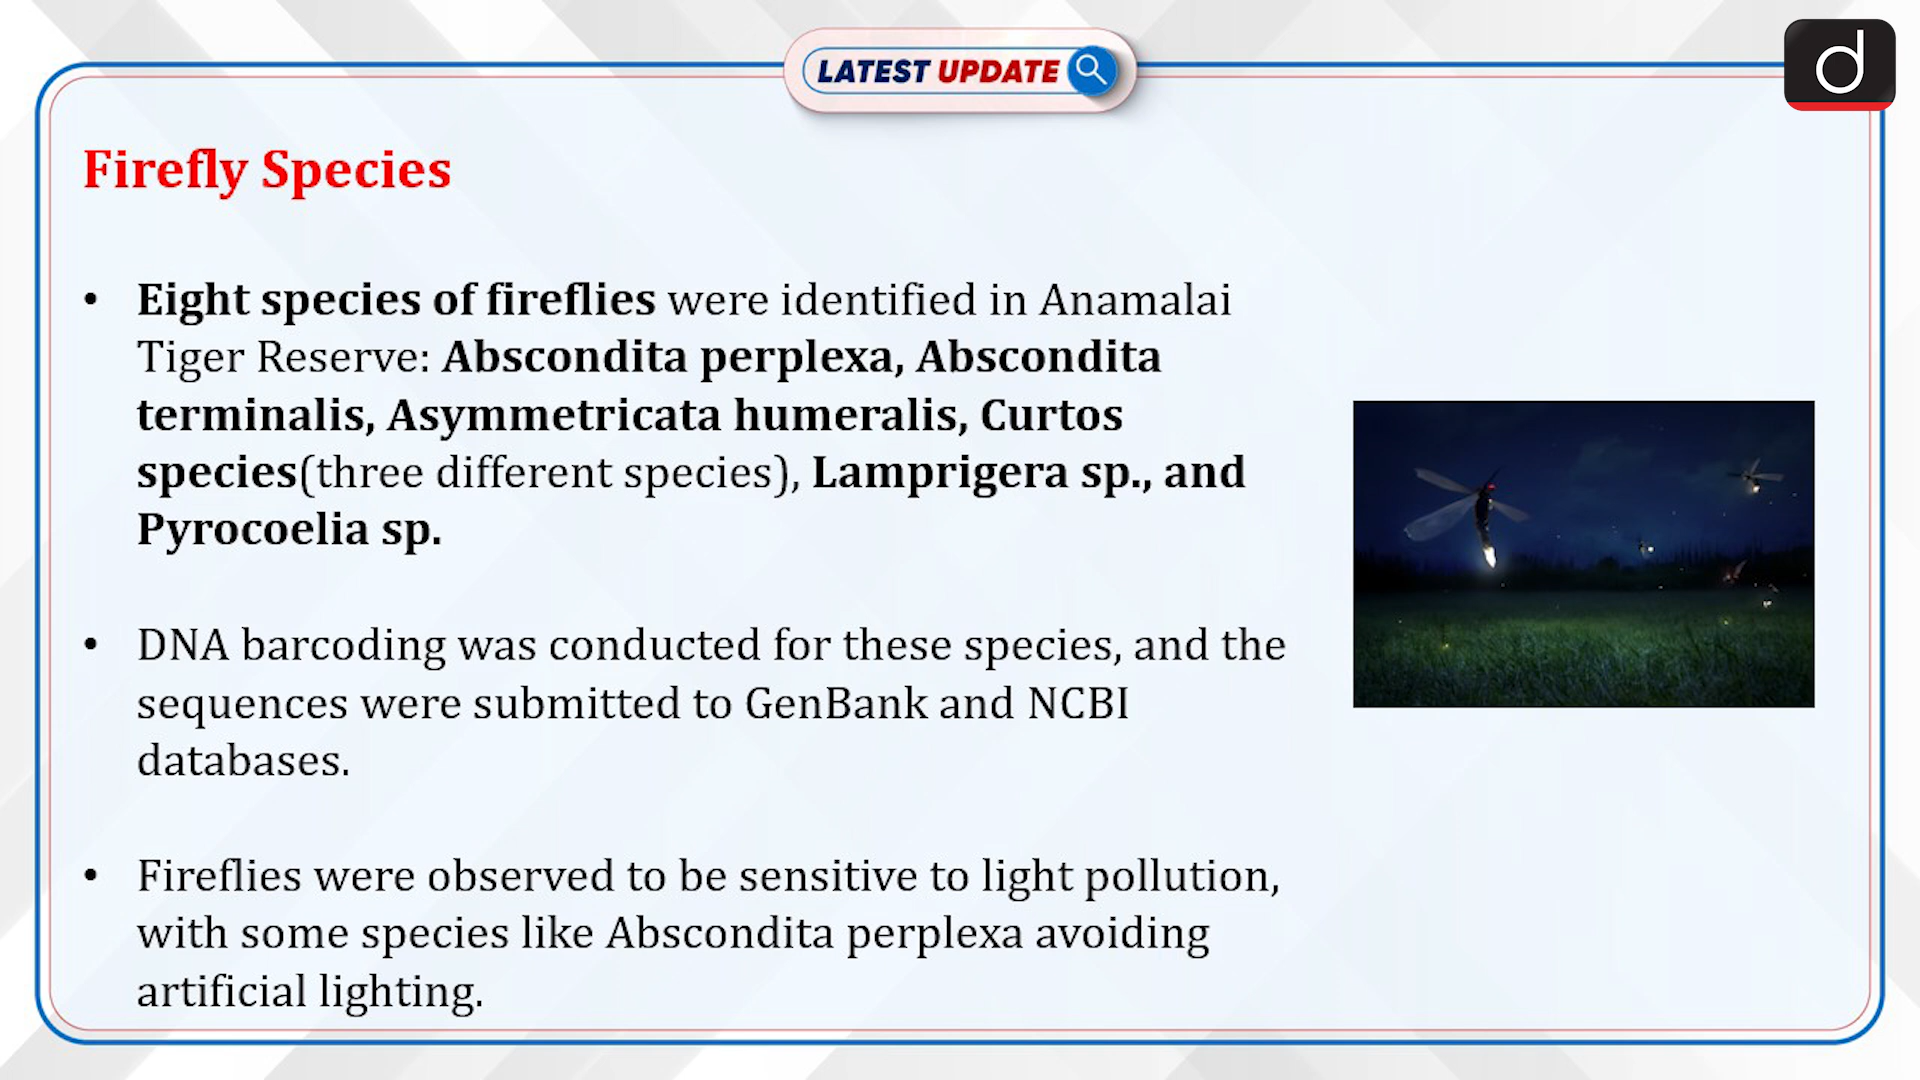 LATEST UPDATE
d
Firefly Species
• Eight species of fireflies were identified in Anamalai
Tiger Reserve: Abscondita perplexa, Abscondita
terminalis, Asymmetricata humeralis, Curtos
species(three different species), Lamprigera sp., and
Pyrocoelia sp.
• DNA barcoding was conducted for these species, and the
sequences were submitted to GenBank and NCBI
databases.
• Fireflies were observed to be sensitive to light pollution,
with some species like Abscondita perplexa avoiding
artificial lighting.